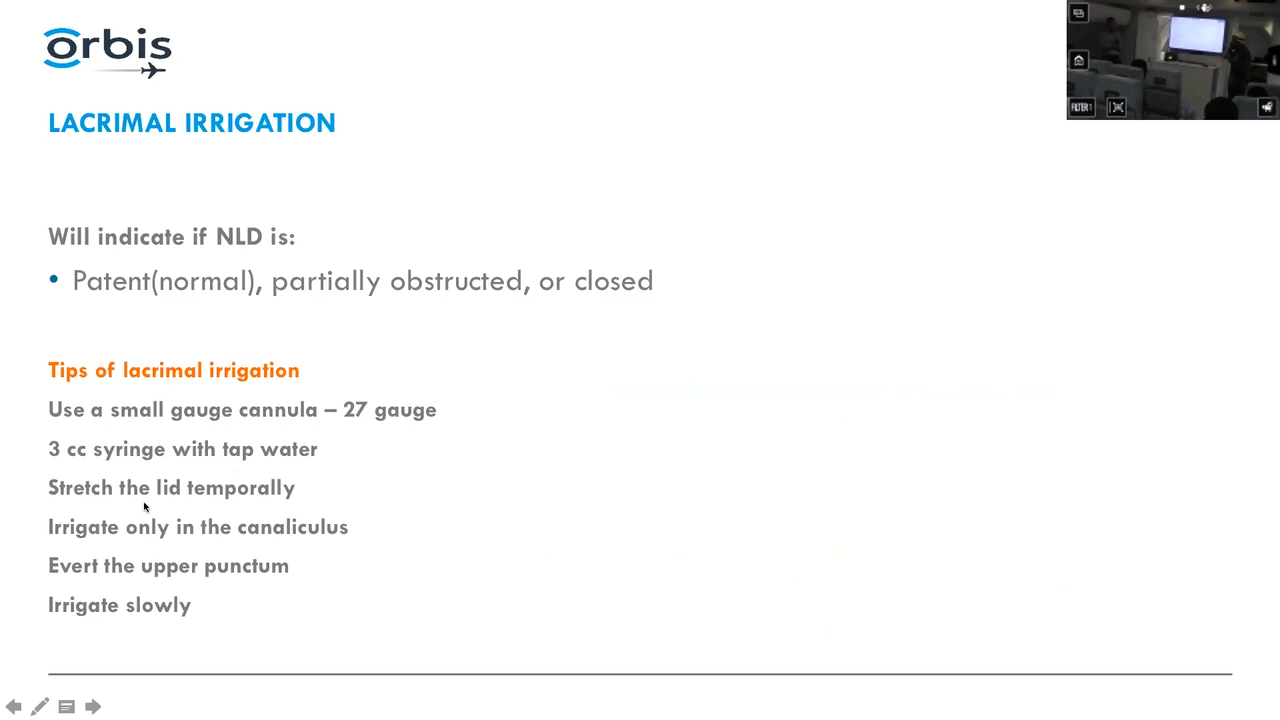 orbis
LACRIMAL IRRIGATION
Will indicate if NLD is:
• Patent(normal), partially obstructed, or closed
Tips of lacrimal irrigation
Use a small gauge cannula – 27 gauge
3 cc syringe with tap water
Stretch the lid temporally
Irrigate only in the canaliculus
Evert the upper punctum
Irrigate slowly
FILTER1